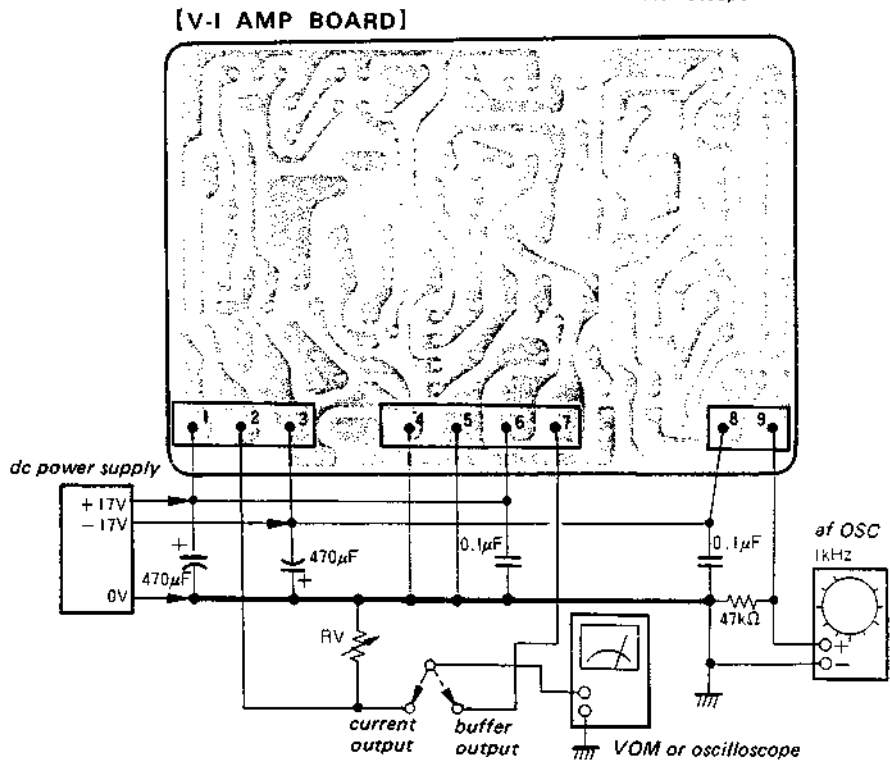 [V-I AMP BOARD]
1 2 3 4 5 6 7 8 9
dc power supply
+17V
-17V
0V
+
470µF
470µF
+
0.1µF
0.1µF
af OSC
1kHz
47kΩ
+
-
RV
current output
buffer output
VOM or oscilloscope